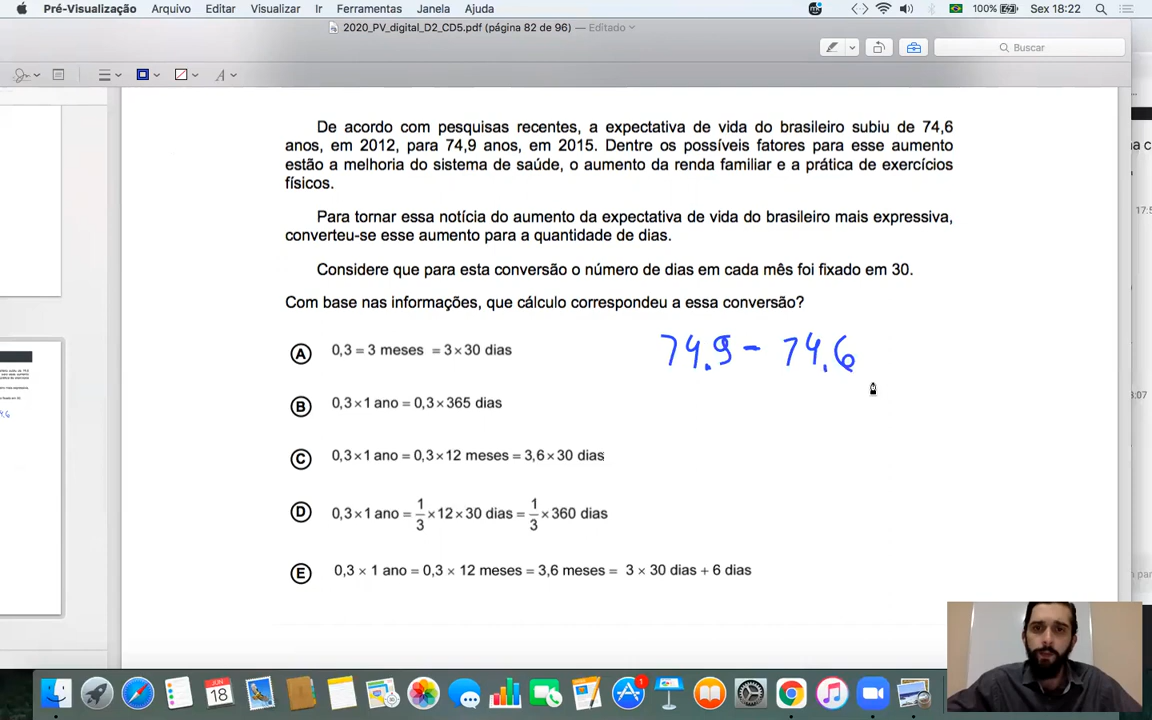 Pré-Visualização Arquivo Editar Visualizar Ir Ferramentas Janela Ajuda 100% Sex 18:22
2020_PV_digital_D2_CD5.pdf (página 82 de 96) — Editado
Buscar
De acordo com pesquisas recentes, a expectativa de vida do brasileiro subiu de 74,6
anos, em 2012, para 74,9 anos, em 2015. Dentre os possíveis fatores para esse aumento
estão a melhoria do sistema de saúde, o aumento da renda familiar e a prática de exercícios
físicos.
Para tornar essa notícia do aumento da expectativa de vida do brasileiro mais expressiva,
converteu-se esse aumento para a quantidade de dias.
Considere que para esta conversão o número de dias em cada mês foi fixado em 30.
Com base nas informações, que cálculo correspondeu a essa conversão?
A 0,3 = 3 meses = 3 × 30 dias
74,9 – 74,6
B 0,3 × 1 ano = 0,3 × 365 dias
C 0,3 × 1 ano = 0,3 × 12 meses = 3,6 × 30 dias
D 0,3 × 1 ano = 1/3 × 12 × 30 dias = 1/3 × 360 dias
E 0,3 × 1 ano = 0,3 × 12 meses = 3,6 meses = 3 × 30 dias + 6 dias
JUN
18
1